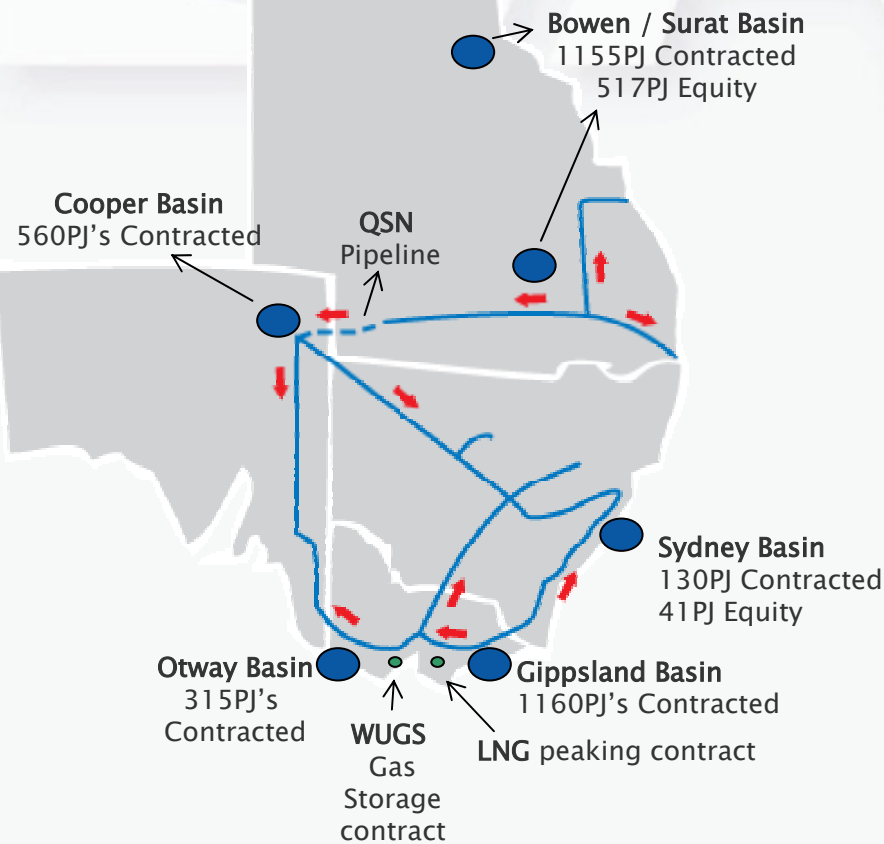 Bowen / Surat Basin
1155PJ Contracted
517PJ Equity
Cooper Basin
560PJ's Contracted
QSN
Pipeline
Sydney Basin
130PJ Contracted
41PJ Equity
Otway Basin
315PJ's
Contracted
Gippsland Basin
1160PJ's Contracted
WUGS
Gas
Storage
contract
LNG peaking contract